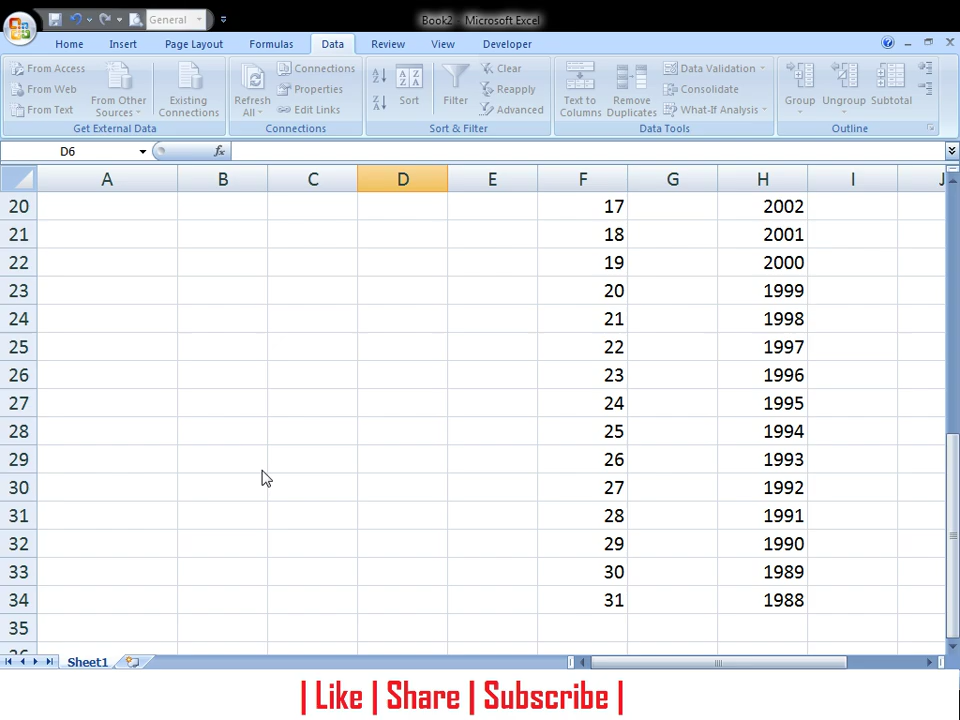 General
Book2 - Microsoft Excel
Home Insert Page Layout Formulas Data Review View Developer
From Access
From Web
From Text
From Other Sources
Existing Connections
Get External Data
Refresh All
Connections
Properties
Edit Links
Connections
Sort
Filter
Clear
Reapply
Advanced
Sort & Filter
Text to Columns
Remove Duplicates
Data Validation
Consolidate
What-If Analysis
Data Tools
Group
Ungroup
Subtotal
Outline
D6 fx
A B C D E F G H I J
20 17 2002
21 18 2001
22 19 2000
23 20 1999
24 21 1998
25 22 1997
26 23 1996
27 24 1995
28 25 1994
29 26 1993
30 27 1992
31 28 1991
32 29 1990
33 30 1989
34 31 1988
35
Sheet1
| Like | Share | Subscribe |